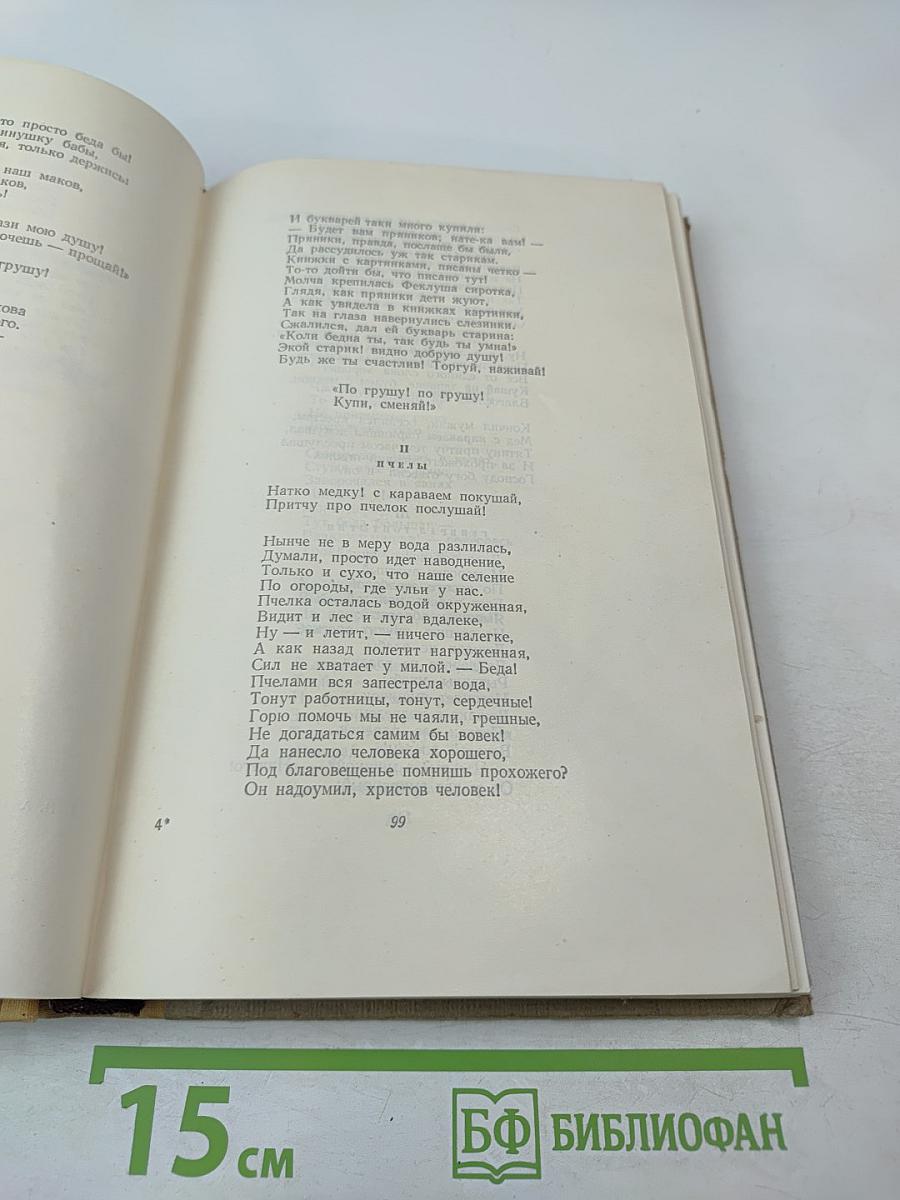 то просто беда бы!
инушку бабы,
я, только держись:
наш маков,
ков,
ь!
ази мою душу!
очешь — прощай!»
грушу!
кова
его.
—
И букварей таки много купили:
— Будет вам пряников; нате-ка вам! —
Пряники, правда, послаще бы были,
Да рассудилось уж так старикам.
Книжки с картинками, писаны четко —
То-то дойти бы, что писано тут!
Молча крепилась Феклуша сиротка,
Глядя, как пряники дети жуют,
А как увидела в книжках картинки,
Так на глаза навернулись слезинки.
Сжалился, дал ей букварь старина:
«Коли бедна ты, так будь ты умна!»
Экой старик! видно добрую душу!
Будь же ты счастлив! Торгуй, наживай!
«По грушу! по грушу!
Купи, сменяй!»
II
ПЧЕЛЫ
Натко медку! с караваем покушай,
Притчу про пчелок послушай!
Нынче не в меру вода разлилась,
Думали, просто идет наводнение,
Только и сухо, что наше селение
По огороды, где ульи у нас.
Пчелка осталась водой окруженная,
Видит и лес и луга вдалеке,
Ну — и летит, — ничего налегке,
А как назад полетит нагруженная,
Сил не хватает у милой. — Беда!
Пчелами вся запестрела вода,
Тонут работницы, тонут, сердечные!
Горю помочь мы не чаяли, грешные,
Не догадаться самим бы вовек!
Да нанесло человека хорошего,
Под благовещенье помнишь прохожего?
Он надоумил, христов человек!
4*
99
15 см
БФ БИБЛИОФАН